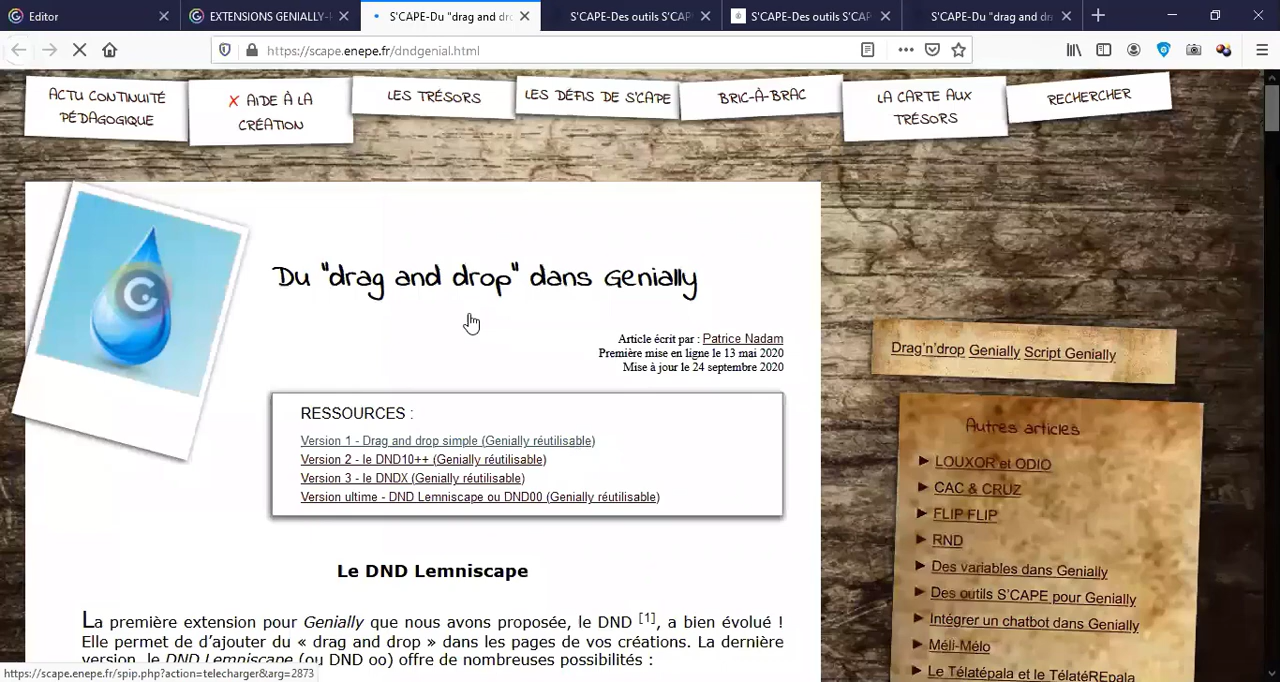 Editor
EXTENSIONS GENIALLY-
S'CAPE-Du "drag and dro
S'CAPE-Des outils S'CAP
S'CAPE-Des outils S'CAP
S'CAPE-Du "drag and dra
https://scape.enepe.fr/dndgenial.html
ACTU CONTINUITÉ
PÉDAGOGIQUE
X AIDE À LA
CRÉATION
LES TRÉSORS
LES DÉFIS DE S'CAPE
BRIC-À-BRAC
LA CARTE AUX
TRÉSORS
RECHERCHER
Du "drag and drop" dans Genially
Article écrit par : Patrice Nadam
Première mise en ligne le 13 mai 2020
Mise à jour le 24 septembre 2020
RESSOURCES :
Version 1 - Drag and drop simple (Genially réutilisable)
Version 2 - le DND10++ (Genially réutilisable)
Version 3 - le DNDX (Genially réutilisable)
Version ultime - DND Lemniscape ou DND00 (Genially réutilisable)
Le DND Lemniscape
La première extension pour Genially que nous avons proposée, le DND [1], a bien évolué !
Elle permet de d'ajouter du « drag and drop » dans les pages de vos créations. La dernière
version, le DND Lemniscape (ou DND oo) offre de nombreuses possibilités :
Drag'n'drop Genially Script Genially
Autres articles
LOUXOR et ODIO
CAC & CRUZ
FLIP FLIP
RND
Des variables dans Genially
Des outils S'CAPE pour Genially
Intégrer un chatbot dans Genially
Méli-Mélo
Le Télatépala et le TélatéREpala
https://scape.enepe.fr/spip.php?action=telecharger&arg=2873